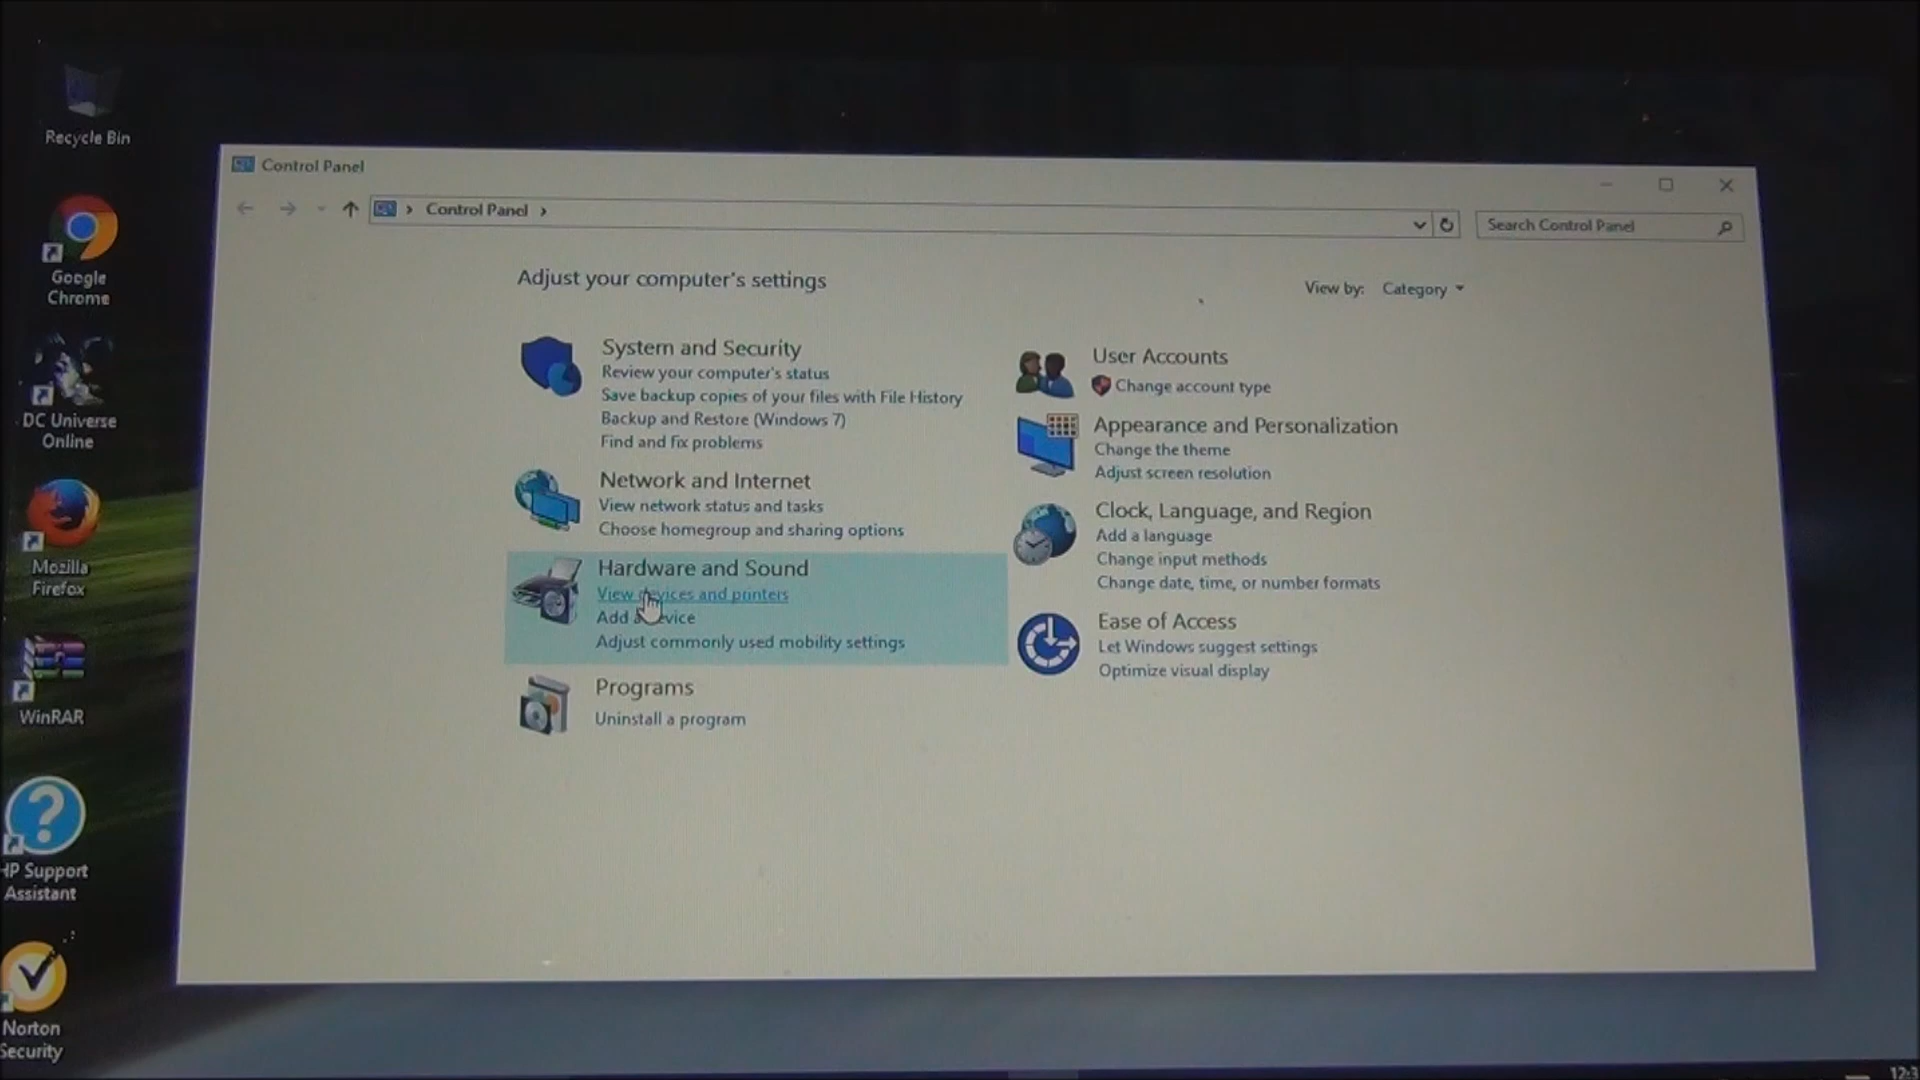 Recycle Bin
Google
Chrome
DC Universe
Online
Mozilla
Firefox
WinRAR
HP Support
Assistant
Norton
Security
Control Panel
Control Panel
Search Control Panel
Adjust your computer's settings
View by: Category
System and Security
Review your computer's status
Save backup copies of your files with File History
Backup and Restore (Windows 7)
Find and fix problems
Network and Internet
View network status and tasks
Choose homegroup and sharing options
Hardware and Sound
View devices and printers
Add a device
Adjust commonly used mobility settings
Programs
Uninstall a program
User Accounts
Change account type
Appearance and Personalization
Change the theme
Adjust screen resolution
Clock, Language, and Region
Add a language
Change input methods
Change date, time, or number formats
Ease of Access
Let Windows suggest settings
Optimize visual display